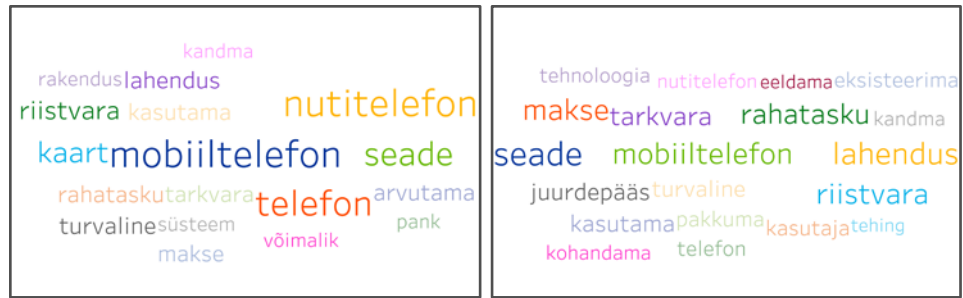 kandma
rakendus lahendus
riistvara kasutama nutitelefon
kaart mobiiltelefon seade
rahatasku tarkvara telefon arvutama
turvaline süsteem võimalik pank
makse
tehnoloogia nutitelefon eeldama eksisteerima
makse tarkvara rahatasku kandma
seade mobiiltelefon lahendus
juurdepääs turvaline riistvara
kasutama pakkuma kasutaja tehing
kohandama telefon